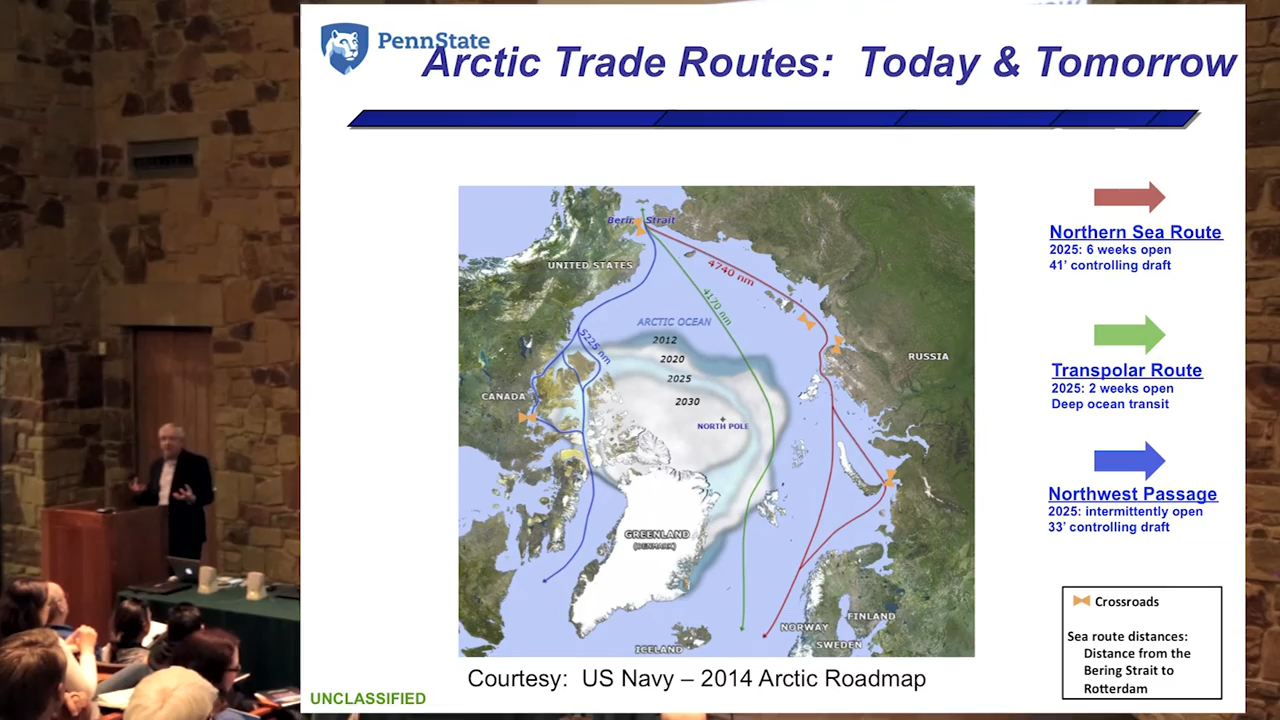 PennState
Arctic Trade Routes: Today & Tomorrow
Bering Strait
UNITED STATES
4740 nm
4170 nm
ARCTIC OCEAN
5225 nm
2012
2020
2025
2030
RUSSIA
CANADA
NORTH POLE
GREENLAND
(DENMARK)
FINLAND
NORWAY
SWEDEN
ICELAND
Northern Sea Route
2025: 6 weeks open
41' controlling draft
Transpolar Route
2025: 2 weeks open
Deep ocean transit
Northwest Passage
2025: intermittently open
33' controlling draft
Crossroads
Sea route distances:
Distance from the
Bering Strait to
Rotterdam
Courtesy: US Navy – 2014 Arctic Roadmap
UNCLASSIFIED